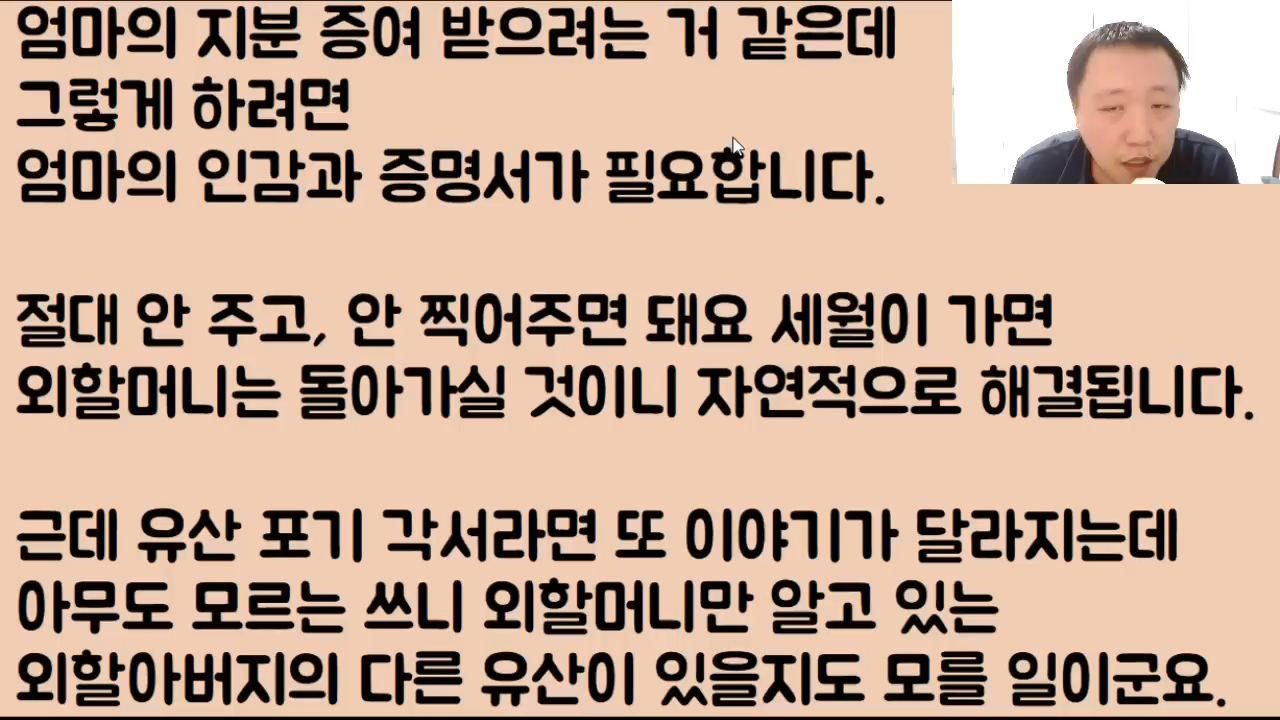 엄마의 지분 증여 받으려는 거 같은데
그렇게 하려면
엄마의 인감과 증명서가 필요합니다.
절대 안 주고, 안 찍어주면 돼요 세월이 가면
외할머니는 돌아가실 것이니 자연적으로 해결됩니다.
근데 유산 포기 각서라면 또 이야기가 달라지는데
아무도 모르는 쓰니 외할머니만 알고 있는
외할아버지의 다른 유산이 있을지도 모를 일이군요.